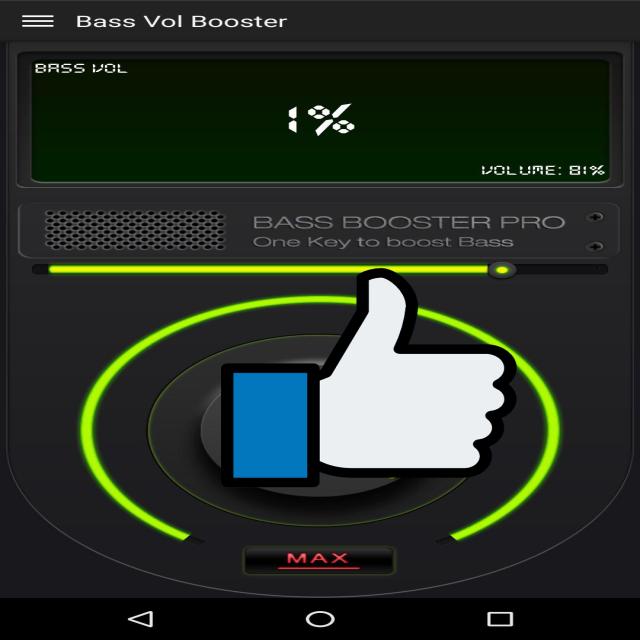 Bass Vol Booster
BASS VOL
1%
VOLUME: 81%
BASS BOOSTER PRO
One Key to boost Bass
MAX